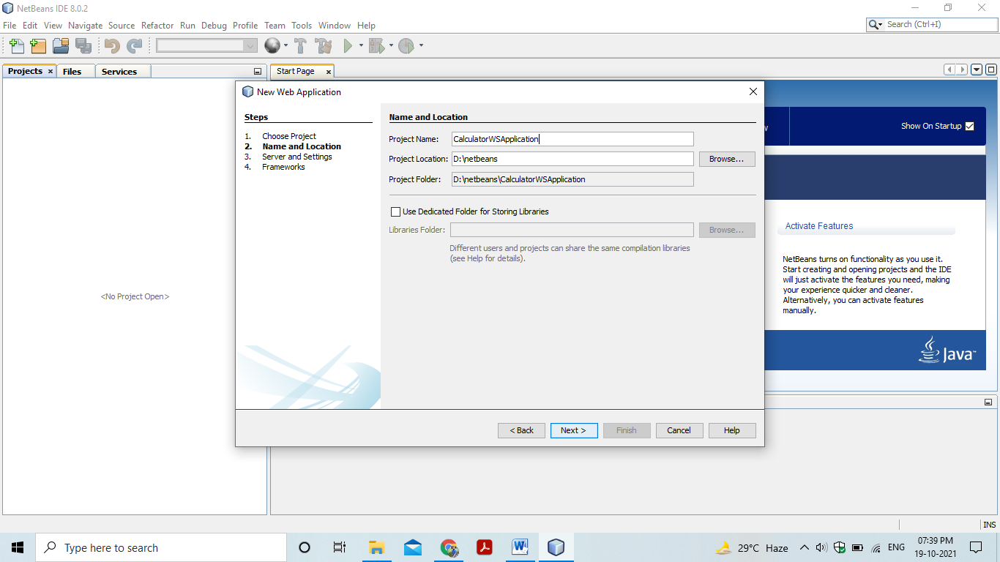 NetBeans IDE 8.0.2
File Edit View Navigate Source Refactor Run Debug Profile Team Tools Window Help
Search (Ctrl+I)
Projects
Files
Services
Start Page
<No Project Open>
New Web Application
Steps
1. Choose Project
2. Name and Location
3. Server and Settings
4. Frameworks
Name and Location
Project Name: CalculatorWSApplication
Project Location: D:\netbeans Browse...
Project Folder: D:\netbeans\CalculatorWSApplication
Use Dedicated Folder for Storing Libraries
Libraries Folder: Browse...
Different users and projects can share the same compilation libraries
(see Help for details).
< Back Next > Finish Cancel Help
Show On Startup
Activate Features
NetBeans turns on functionality as you use it.
Start creating and opening projects and the IDE
will just activate the features you need, making
your experience quicker and cleaner.
Alternatively, you can activate features
manually.
Java™
INS
Type here to search
29°C Haze
ENG
07:39 PM
19-10-2021